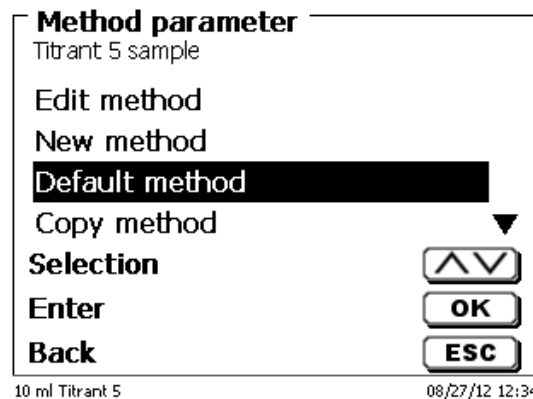 Method parameter
Titrant 5 sample
Edit method
New method
Default method
Copy method
Selection
Enter OK
Back ESC
10 ml Titrant 5 08/27/12 12:34